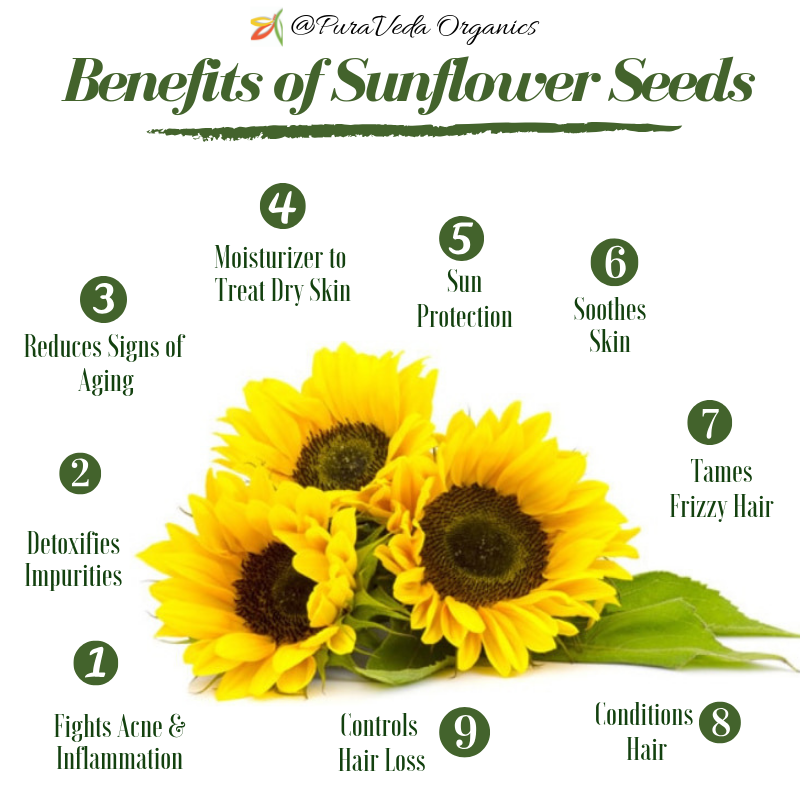 @PuraVeda Organics
Benefits of Sunflower Seeds
1
Fights Acne &
Inflammation
2
Detoxifies
Impurities
3
Reduces Signs of
Aging
4
Moisturizer to
Treat Dry Skin
5
Sun
Protection
6
Soothes
Skin
7
Tames
Frizzy Hair
8
Conditions
Hair
9
Controls
Hair Loss